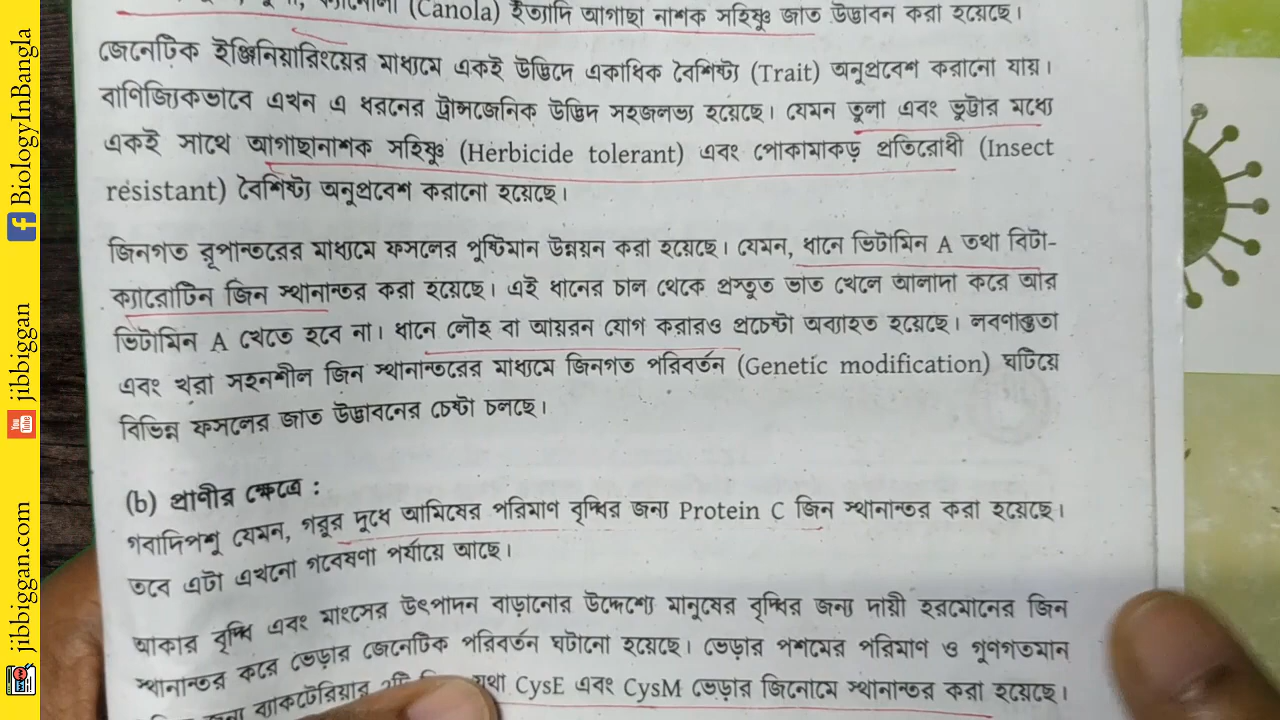 (Canola) ইত্যাদি আগাছা নাশক সহিষ্ণু জাত উদ্ভাবন করা হয়েছে।
জেনেটিক ইঞ্জিনিয়ারিংয়ের মাধ্যমে একই উদ্ভিদে একাধিক বৈশিষ্ট্য (Trait) অনুপ্রবেশ করানো যায়।
বাণিজ্যিকভাবে এখন এ ধরনের ট্রান্সজেনিক উদ্ভিদ সহজলভ্য হয়েছে। যেমন তুলা এবং ভুট্টার মধ্যে
একই সাথে আগাছানাশক সহিষ্ণু (Herbicide tolerant) এবং পোকামাকড় প্রতিরোধী (Insect
resistant) বৈশিষ্ট্য অনুপ্রবেশ করানো হয়েছে।
জিনগত রূপান্তরের মাধ্যমে ফসলের পুষ্টিমান উন্নয়ন করা হয়েছে। যেমন, ধানে ভিটামিন A তথা বিটা-
ক্যারোটিন জিন স্থানান্তর করা হয়েছে। এই ধানের চাল থেকে প্রস্তুত ভাত খেলে আলাদা করে আর
ভিটামিন A খেতে হবে না। ধানে লৌহ বা আয়রন যোগ করারও প্রচেষ্টা অব্যাহত হয়েছে। লবণাক্ততা
এবং খরা সহনশীল জিন স্থানান্তরের মাধ্যমে জিনগত পরিবর্তন (Genetic modification) ঘটিয়ে
বিভিন্ন ফসলের জাত উদ্ভাবনের চেষ্টা চলছে।
(b) প্রাণীর ক্ষেত্রে :
গবাদিপশু যেমন, গরুর দুধে আমিষের পরিমাণ বৃদ্ধির জন্য Protein C জিন স্থানান্তর করা হয়েছে।
তবে এটা এখনো গবেষণা পর্যায়ে আছে।
আকার বৃদ্ধি এবং মাংসের উৎপাদন বাড়ানোর উদ্দেশ্যে মানুষের বৃদ্ধির জন্য দায়ী হরমোনের জিন
স্থানান্তর করে ভেড়ার জেনেটিক পরিবর্তন ঘটানো হয়েছে। ভেড়ার পশমের পরিমাণ ও গুণগতমান
ব্যাকটেরিয়ার যথা CysE এবং CysM ভেড়ার জিনোমে স্থানান্তর করা হয়েছে।
BiologyInBangla
jibbiggan
jibbiggan.com